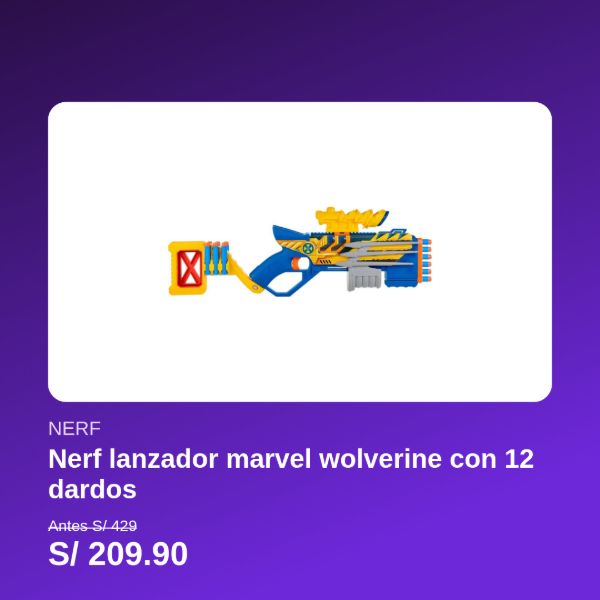 NERF
Nerf lanzador marvel wolverine con 12
dardos
Antes S/ 429
S/ 209.90